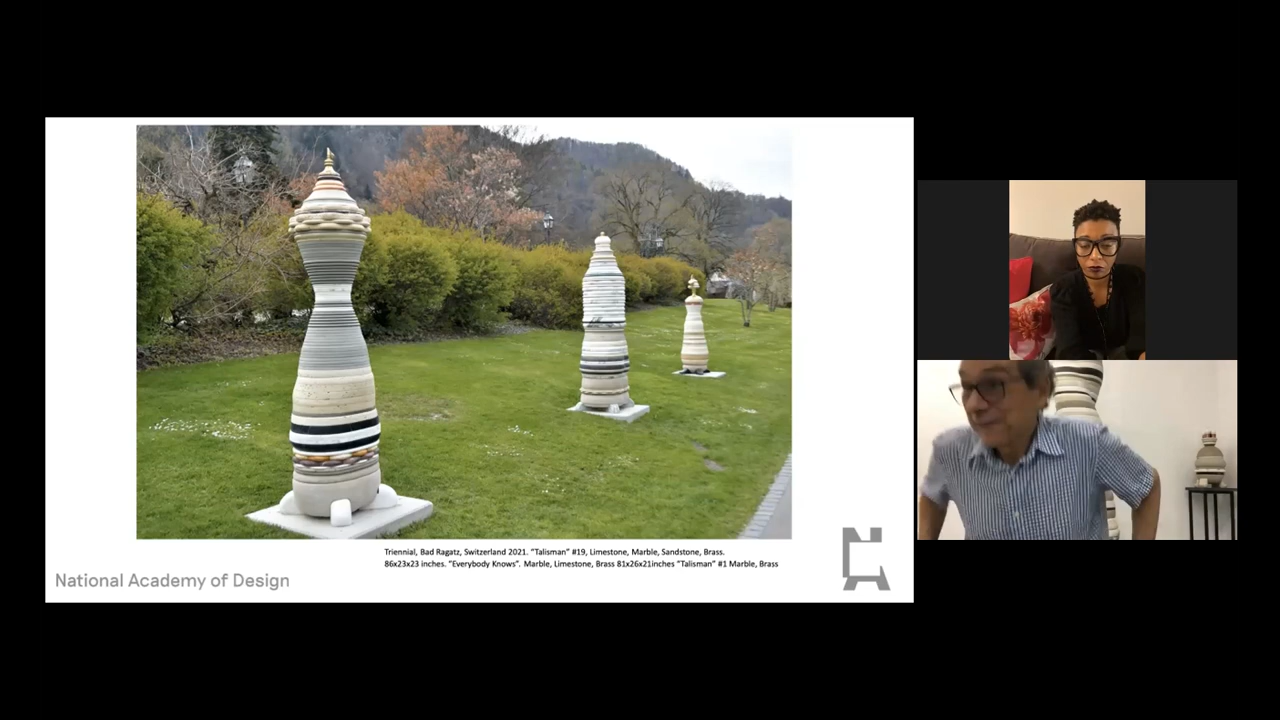 Triennial, Bad Ragatz, Switzerland 2021. "Talisman" #19, Limestone, Marble, Sandstone, Brass.
86x23x23 inches. "Everybody Knows". Marble, Limestone, Brass 81x26x21inches "Talisman" #1 Marble, Brass
National Academy of Design